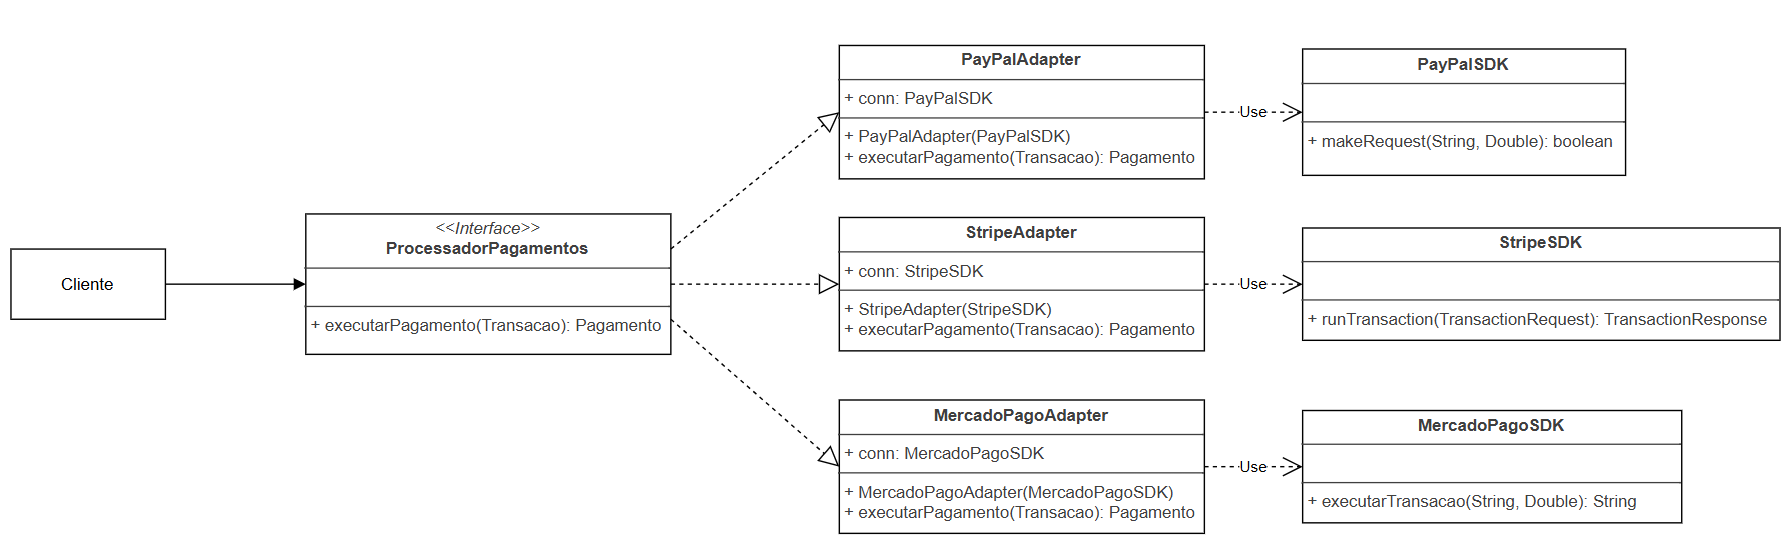 Cliente
<<Interface>>
ProcessadorPagamentos
+ executarPagamento(Transacao): Pagamento
PayPalAdapter
+ conn: PayPalSDK
+ PayPalAdapter(PayPalSDK)
+ executarPagamento(Transacao): Pagamento
Use
PayPalSDK
+ makeRequest(String, Double): boolean
StripeAdapter
+ conn: StripeSDK
+ StripeAdapter(StripeSDK)
+ executarPagamento(Transacao): Pagamento
Use
StripeSDK
+ runTransaction(TransactionRequest): TransactionResponse
MercadoPagoAdapter
+ conn: MercadoPagoSDK
+ MercadoPagoAdapter(MercadoPagoSDK)
+ executarPagamento(Transacao): Pagamento
Use
MercadoPagoSDK
+ executarTransacao(String, Double): String